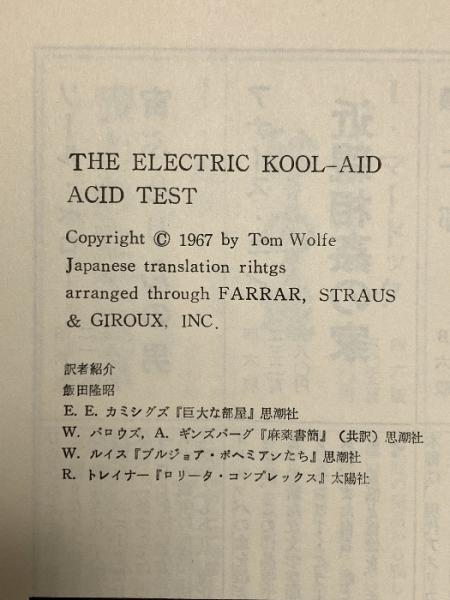 THE ELECTRIC KOOL-AID
ACID TEST
Copyright © 1967 by Tom Wolfe
Japanese translation rihtgs
arranged through FARRAR, STRAUS
& GIROUX, INC.
訳者紹介
飯田隆昭
E. E. カミングズ『巨大な部屋』思潮社
W. バロウズ, A. ギンズバーグ『麻薬書簡』(共訳) 思潮社
W. ルイス『ブルジョア・ボヘミアンたち』思潮社
R. トレイナー『ロリータ・コンプレックス』太陽社